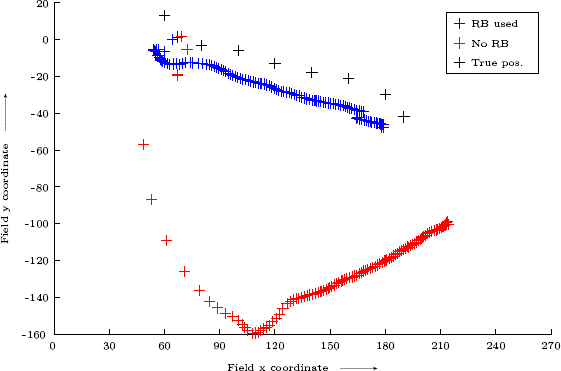 20
0
-20
-40
-60
-80
-100
-120
-140
-160
0 30 60 90 120 150 180 210 240 270
Field x coordinate
Field y coordinate
RB used
No RB
True pos.